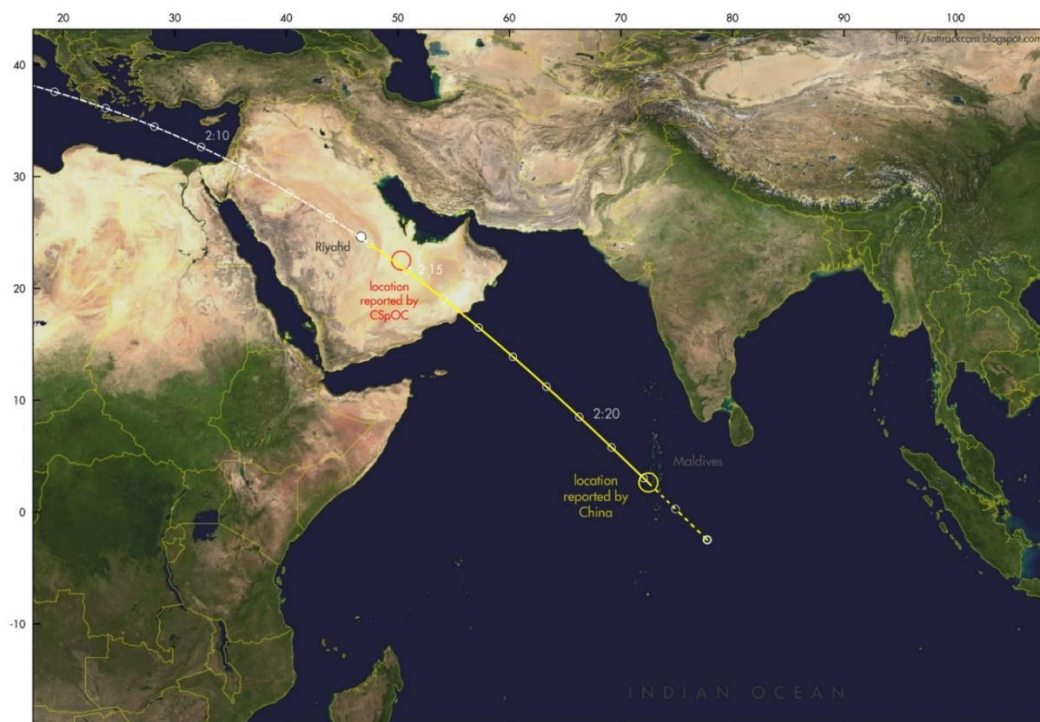 20 30 40 50 60 70 80 90 100
http://sattrackcam.blogspot.com
40
2:10
30
Riyahd
2:15
20
location
reported by
CSpOC
10
2:20
Maldives
location
reported by
China
0
-10
INDIAN OCEAN